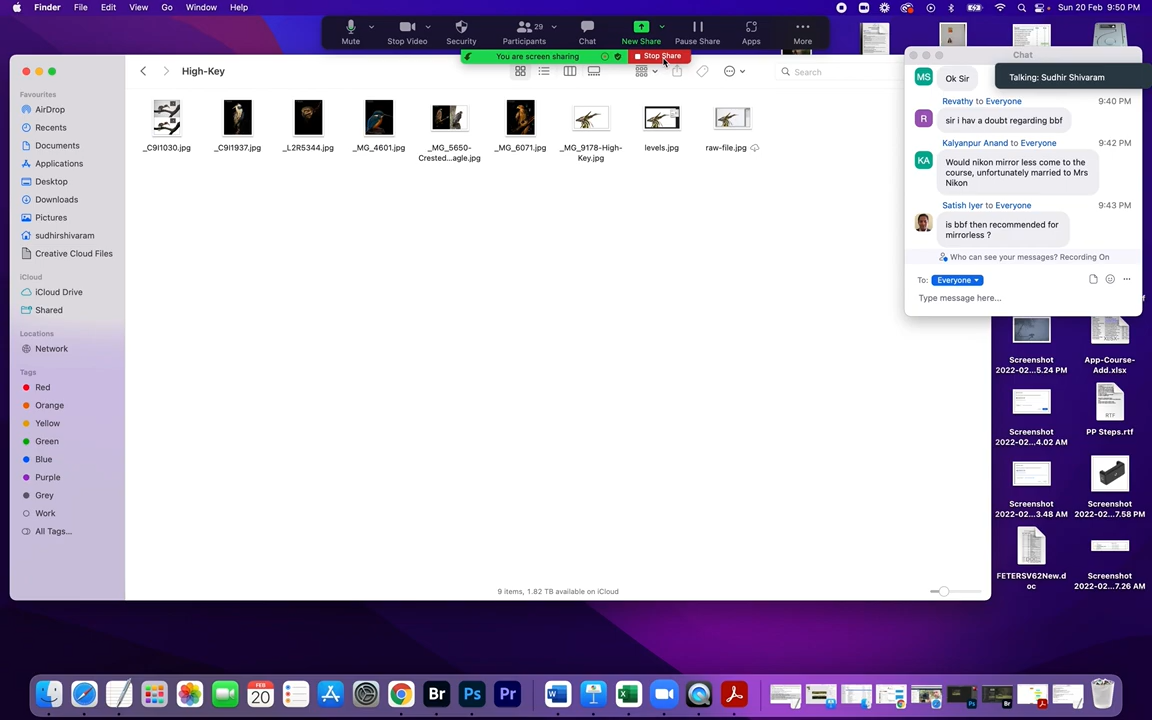 Finder File Edit View Go Window Help
Sun 20 Feb 9:50 PM
Mute Stop Video Security Participants 29 Chat New Share Pause Share Apps More
You are screen sharing Stop Share
High-Key
Search
Favourites
AirDrop
Recents
Documents
Applications
Desktop
Downloads
Pictures
sudhirshivaram
Creative Cloud Files
iCloud
iCloud Drive
Shared
Locations
Network
Tags
Red
Orange
Yellow
Green
Blue
Purple
Grey
Work
All Tags...
_C9I1030.jpg
_C9I1937.jpg
_L2R5344.jpg
_MG_4601.jpg
_MG_5650-
Crested...agle.jpg
_MG_6071.jpg
_MG_9178-High-
Key.jpg
levels.jpg
raw-file.jpg
9 items, 1.82 TB available on iCloud
Chat
Talking: Sudhir Shivaram
MS
Ok Sir
Revathy to Everyone 9:40 PM
R
sir i hav a doubt regarding bbf
Kalyanpur Anand to Everyone 9:42 PM
KA
Would nikon mirror less come to the
course, unfortunately married to Mrs
Nikon
Satish Iyer to Everyone 9:43 PM
is bbf then recommended for
mirrorless ?
Who can see your messages? Recording On
To: Everyone
Type message here...
Screenshot
2022-02...5.24 PM
App-Course-
Add.xlsx
Screenshot
2022-02...4.02 AM
RTF
PP Steps.rtf
Screenshot
2022-02...3.48 AM
Screenshot
2022-02...7.58 PM
FETERSV62New.d
oc
Screenshot
2022-02...7.26 AM
FEB
20
Br Ps Pr